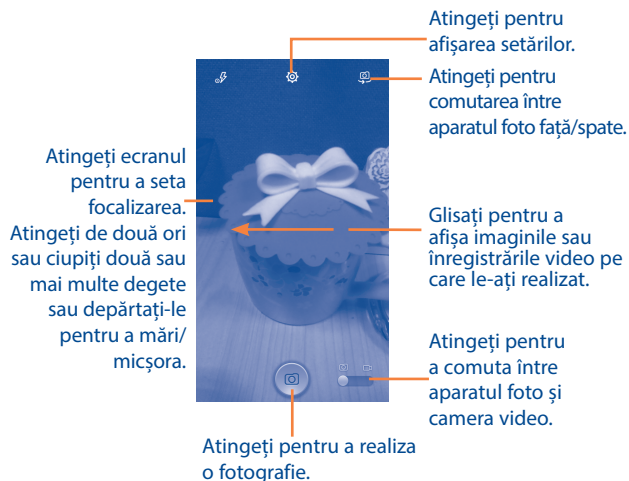 Atingeți pentru
afișarea setărilor.
Atingeți pentru
comutarea între
aparatul foto față/spate.
Atingeți ecranul
pentru a seta
focalizarea.
Atingeți de două ori
sau ciupiți două sau
mai multe degete
sau depărtați-le
pentru a mări/
micșora.
Glisați pentru a
afișa imaginile sau
înregistrările video pe
care le-ați realizat.
Atingeți pentru
a comuta între
aparatul foto și
camera video.
Atingeți pentru a realiza
o fotografie.